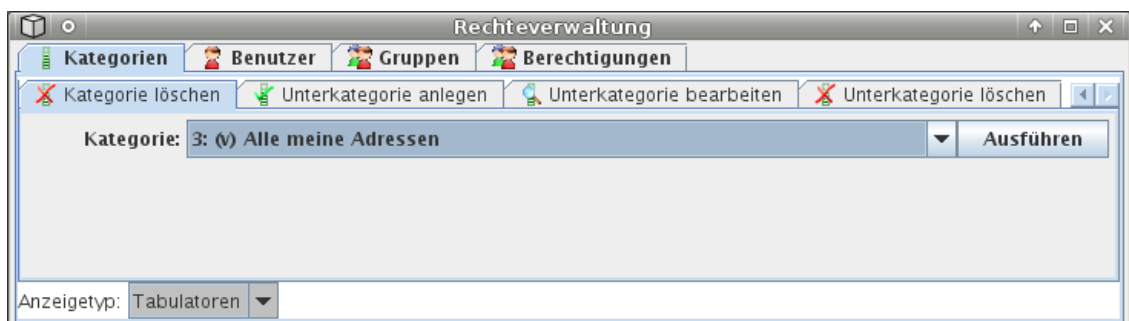 Rechteverwaltung
Kategorien Benutzer Gruppen Berechtigungen
Kategorie löschen Unterkategorie anlegen Unterkategorie bearbeiten Unterkategorie löschen
Kategorie: 3: (v) Alle meine Adressen Ausführen
Anzeigetyp: Tabulatoren